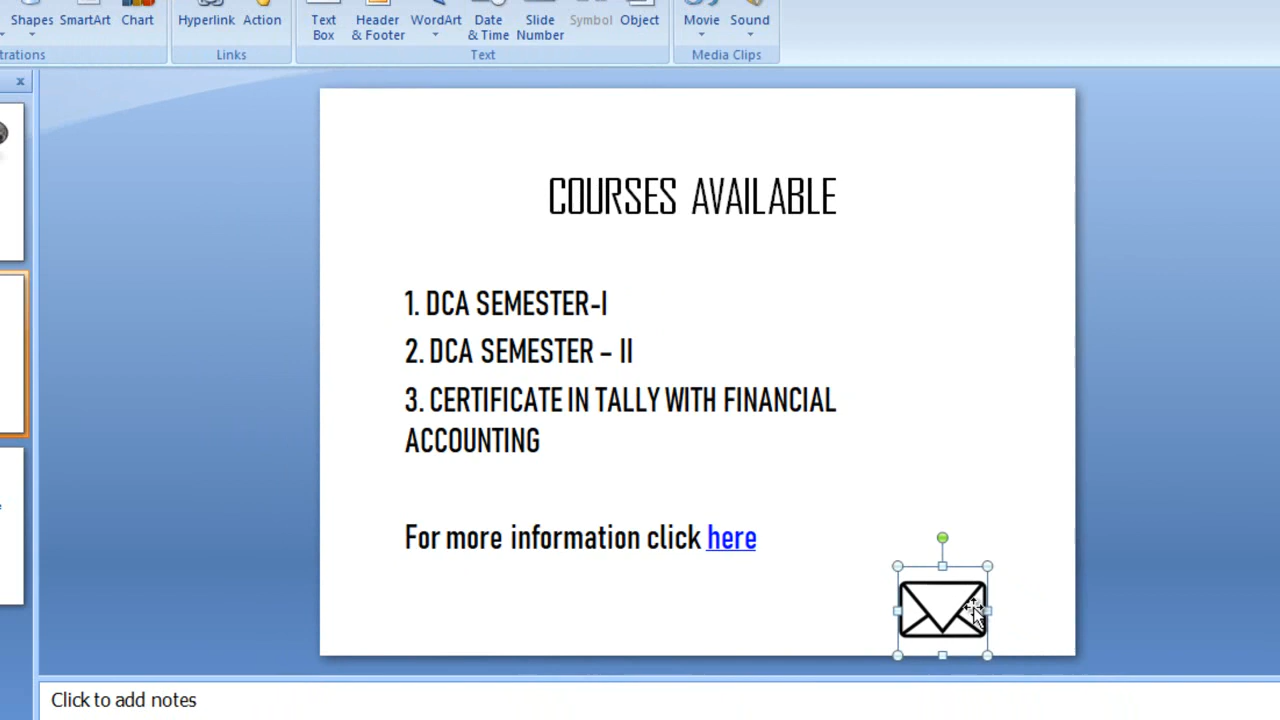 Shapes SmartArt Chart Hyperlink Action Text Box Header & Footer WordArt Date & Time Slide Number Symbol Object Movie Sound
trations Links Text Media Clips
COURSES AVAILABLE
1. DCA SEMESTER-I
2. DCA SEMESTER – II
3. CERTIFICATE IN TALLY WITH FINANCIAL
ACCOUNTING
For more information click here
Click to add notes